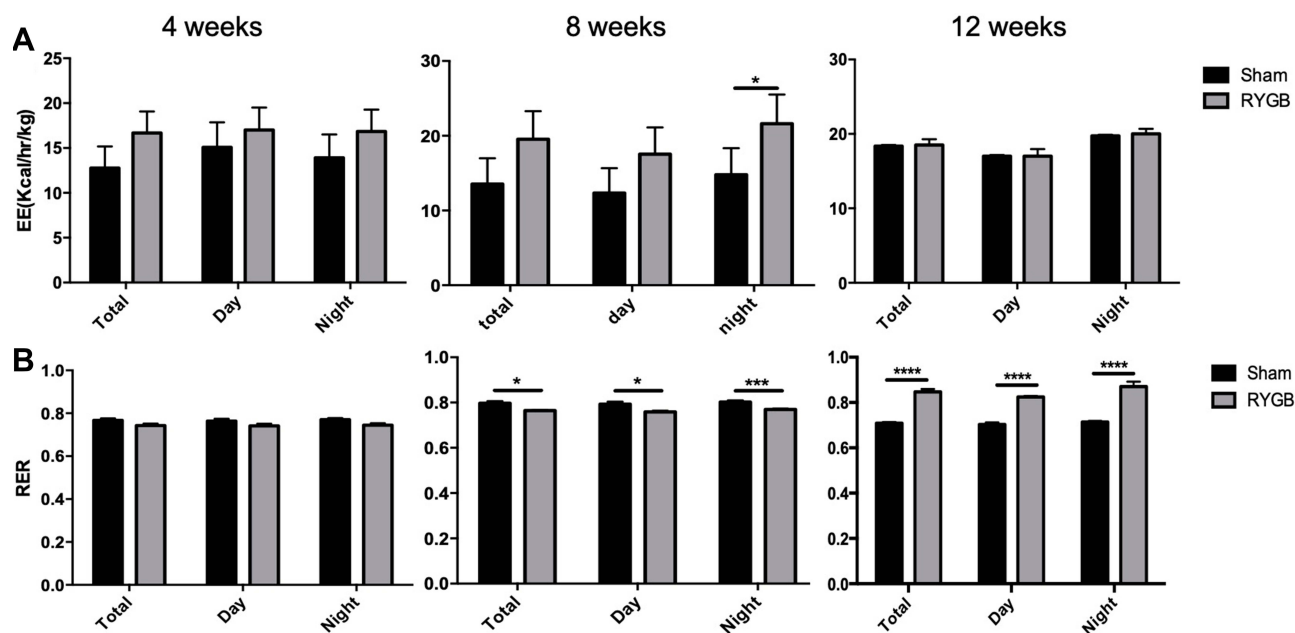 4 weeks
8 weeks
12 weeks
A
EE(Kcal/hr/kg)
25
20
15
10
5
0
Total
Day
Night
30
20
10
0
*
total
day
night
30
20
10
0
Total
Day
Night
Sham
RYGB
B
RER
1.0
0.8
0.6
0.4
0.2
0.0
Total
Day
Night
1.0
0.8
0.6
0.4
0.2
0.0
*
*
***
Total
Day
Night
1.0
0.8
0.6
0.4
0.2
0.0
****
****
****
Total
Day
Night
Sham
RYGB